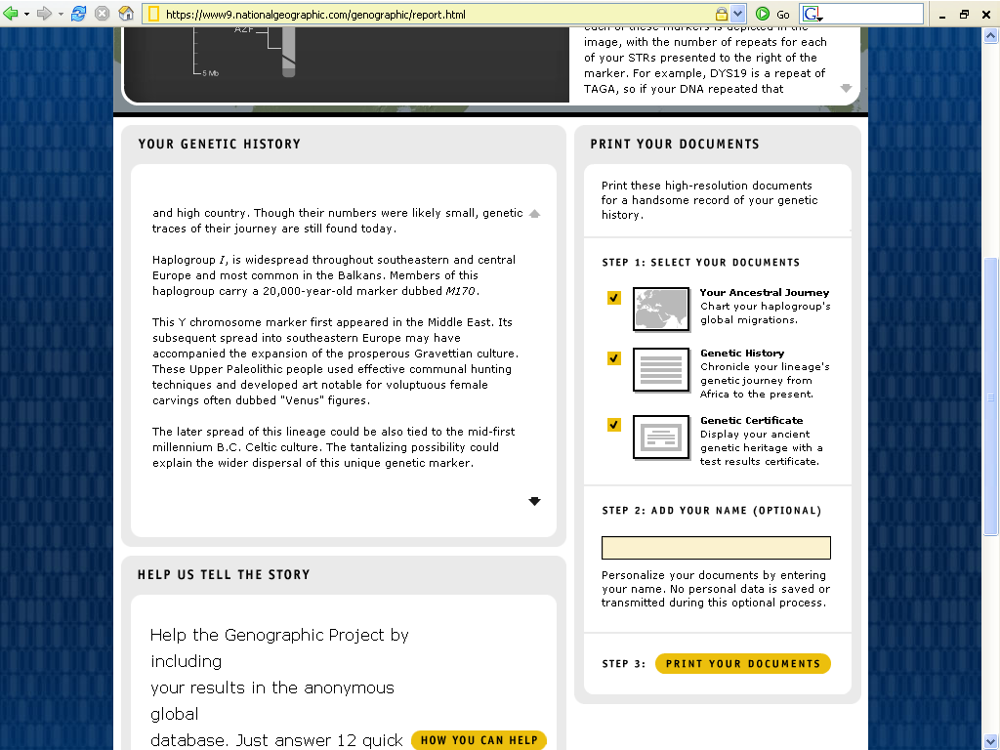 https://www9.nationalgeographic.com/genographic/report.html
Go
G
AZF
5 Mb
each of these markers is depicted in the
image, with the number of repeats for each
of your STRs presented to the right of the
marker. For example, DYS19 is a repeat of
TAGA, so if your DNA repeated that
YOUR GENETIC HISTORY
and high country. Though their numbers were likely small, genetic
traces of their journey are still found today.
Haplogroup I, is widespread throughout southeastern and central
Europe and most common in the Balkans. Members of this
haplogroup carry a 20,000-year-old marker dubbed M170.
This Y chromosome marker first appeared in the Middle East. Its
subsequent spread into southeastern Europe may have
accompanied the expansion of the prosperous Gravettian culture.
These Upper Paleolithic people used effective communal hunting
techniques and developed art notable for voluptuous female
carvings often dubbed "Venus" figures.
The later spread of this lineage could be also tied to the mid-first
millennium B.C. Celtic culture. The tantalizing possibility could
explain the wider dispersal of this unique genetic marker.
HELP US TELL THE STORY
Help the Genographic Project by
including
your results in the anonymous
global
database. Just answer 12 quick
HOW YOU CAN HELP
PRINT YOUR DOCUMENTS
Print these high-resolution documents
for a handsome record of your genetic
history.
STEP 1: SELECT YOUR DOCUMENTS
Your Ancestral Journey
Chart your haplogroup's
global migrations.
Genetic History
Chronicle your lineage's
genetic journey from
Africa to the present.
Genetic Certificate
Display your ancient
genetic heritage with a
test results certificate.
STEP 2: ADD YOUR NAME (OPTIONAL)
Personalize your documents by entering
your name. No personal data is saved or
transmitted during this optional process.
STEP 3: PRINT YOUR DOCUMENTS